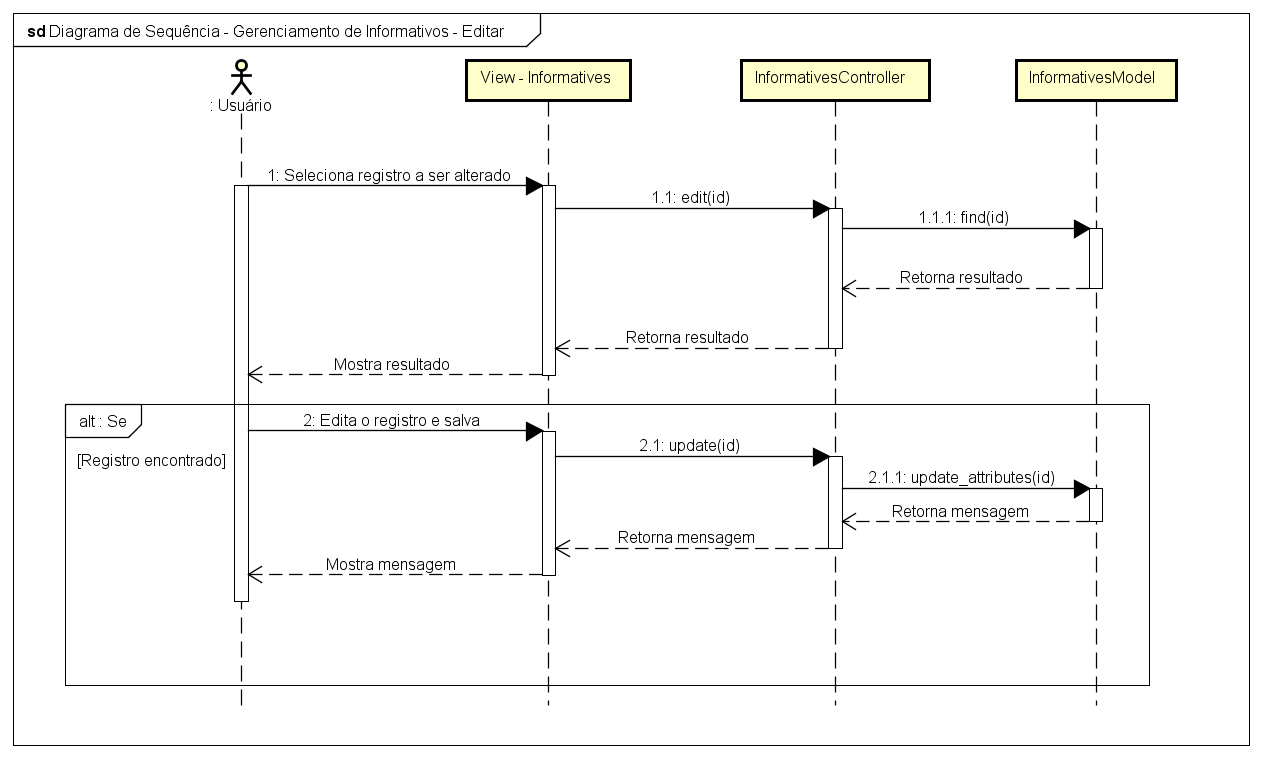 sd Diagrama de Sequência - Gerenciamento de Informativos - Editar
: Usuário
View - Informatives
InformativesController
InformativesModel
1: Seleciona registro a ser alterado
1.1: edit(id)
1.1.1: find(id)
Retorna resultado
Retorna resultado
Mostra resultado
alt : Se
[Registro encontrado]
2: Edita o registro e salva
2.1: update(id)
2.1.1: update_attributes(id)
Retorna mensagem
Retorna mensagem
Mostra mensagem